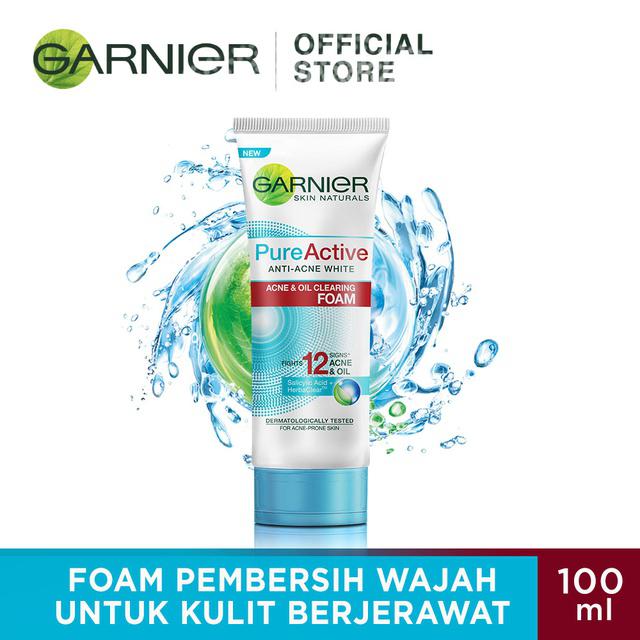 GARNIER
OFFICIAL
STORE
NEW
GARNIER
SKIN NATURALS
PureActive
ANTI-ACNE WHITE
ACNE & OIL CLEARING
FOAM
FIGHTS 12 SIGNS*
ACNE
& OIL
Salicylic Acid +
HerbaClear™
DERMATOLOGICALLY TESTED
FOR ACNE-PRONE SKIN
FOAM PEMBERSIH WAJAH
UNTUK KULIT BERJERAWAT
100
ml